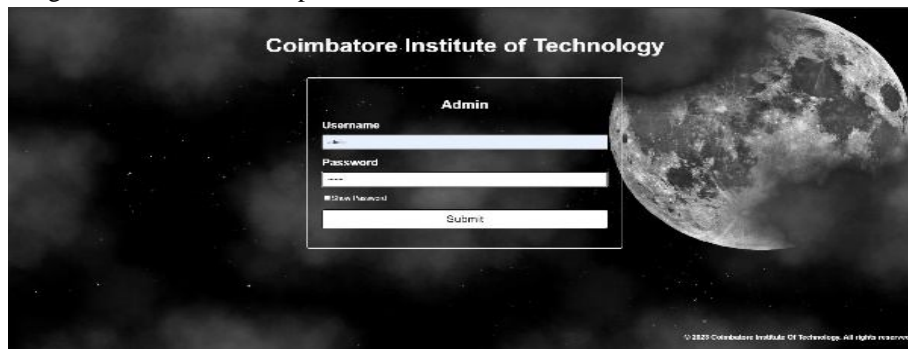 Coimbatore Institute of Technology
Admin
Username
Password
Show Password
Submit
© 2023 Coimbatore Institute Of Technology. All rights reserved